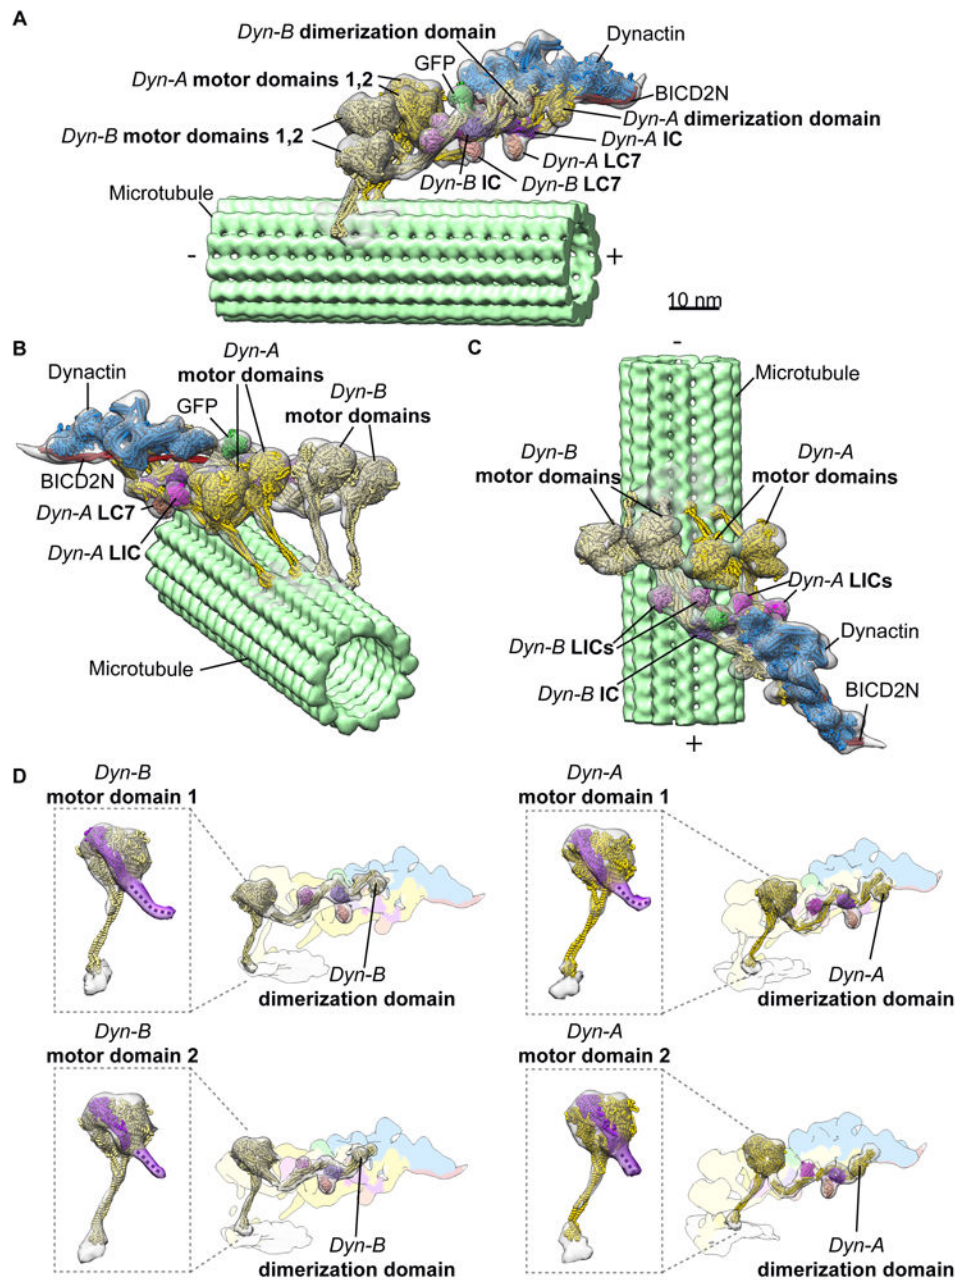 A
Dyn-B dimerization domain
Dynactin
GFP
Dyn-A motor domains 1,2
BICD2N
Dyn-A dimerization domain
Dyn-B motor domains 1,2
Dyn-A IC
Dyn-A LC7
Dyn-B IC
Dyn-B LC7
Microtubule
-
+
10 nm
B
Dyn-A
motor domains
Dynactin
GFP
Dyn-B
motor domains
BICD2N
Dyn-A LC7
Dyn-A LIC
Microtubule
C
-
Microtubule
Dyn-B
motor domains
Dyn-A
motor domains
Dyn-A LICs
Dyn-B LICs
Dynactin
Dyn-B IC
BICD2N
+
D
Dyn-B
motor domain 1
Dyn-B
dimerization domain
Dyn-A
motor domain 1
Dyn-A
dimerization domain
Dyn-B
motor domain 2
Dyn-B
dimerization domain
Dyn-A
motor domain 2
Dyn-A
dimerization domain